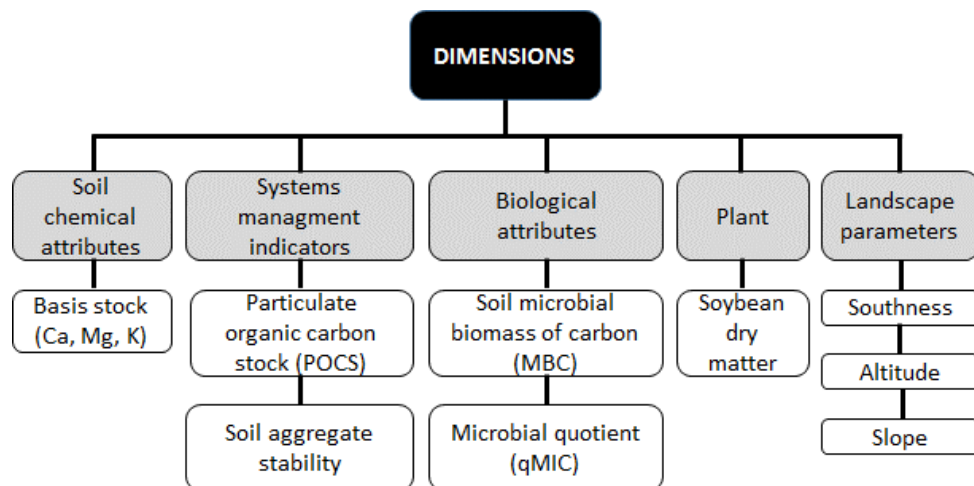 DIMENSIONS
Soil
chemical
attributes
Systems
managment
indicators
Biological
attributes
Plant
Landscape
parameters
Basis stock
(Ca, Mg, K)
Particulate
organic carbon
stock (POCS)
Soil microbial
biomass of carbon
(MBC)
Soybean
dry
matter
Southness
Altitude
Soil aggregate
stability
Microbial quotient
(qMIC)
Slope